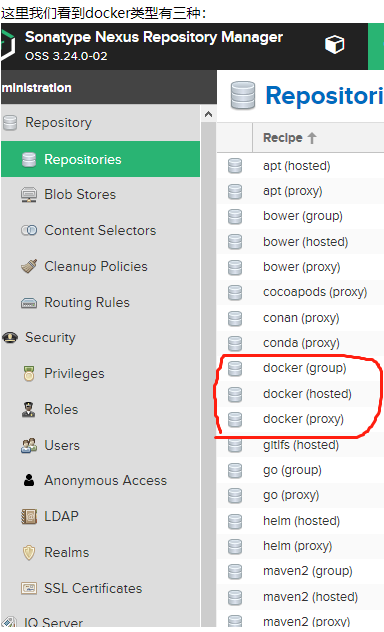 这里我们看到docker类型有三种：
Sonatype Nexus Repository Manager
OSS 3.24.0-02
ministration
Repository
Repositories
Blob Stores
Content Selectors
Cleanup Policies
Routing Rules
Security
Privileges
Roles
Users
Anonymous Access
LDAP
Realms
SSL Certificates
IQ Server
Repositori
Recipe
apt (hosted)
apt (proxy)
bower (group)
bower (hosted)
bower (proxy)
cocoapods (proxy)
conan (proxy)
conda (proxy)
docker (group)
docker (hosted)
docker (proxy)
gitlfs (hosted)
go (group)
go (proxy)
helm (hosted)
helm (proxy)
maven2 (group)
maven2 (hosted)
maven2 (proxy)